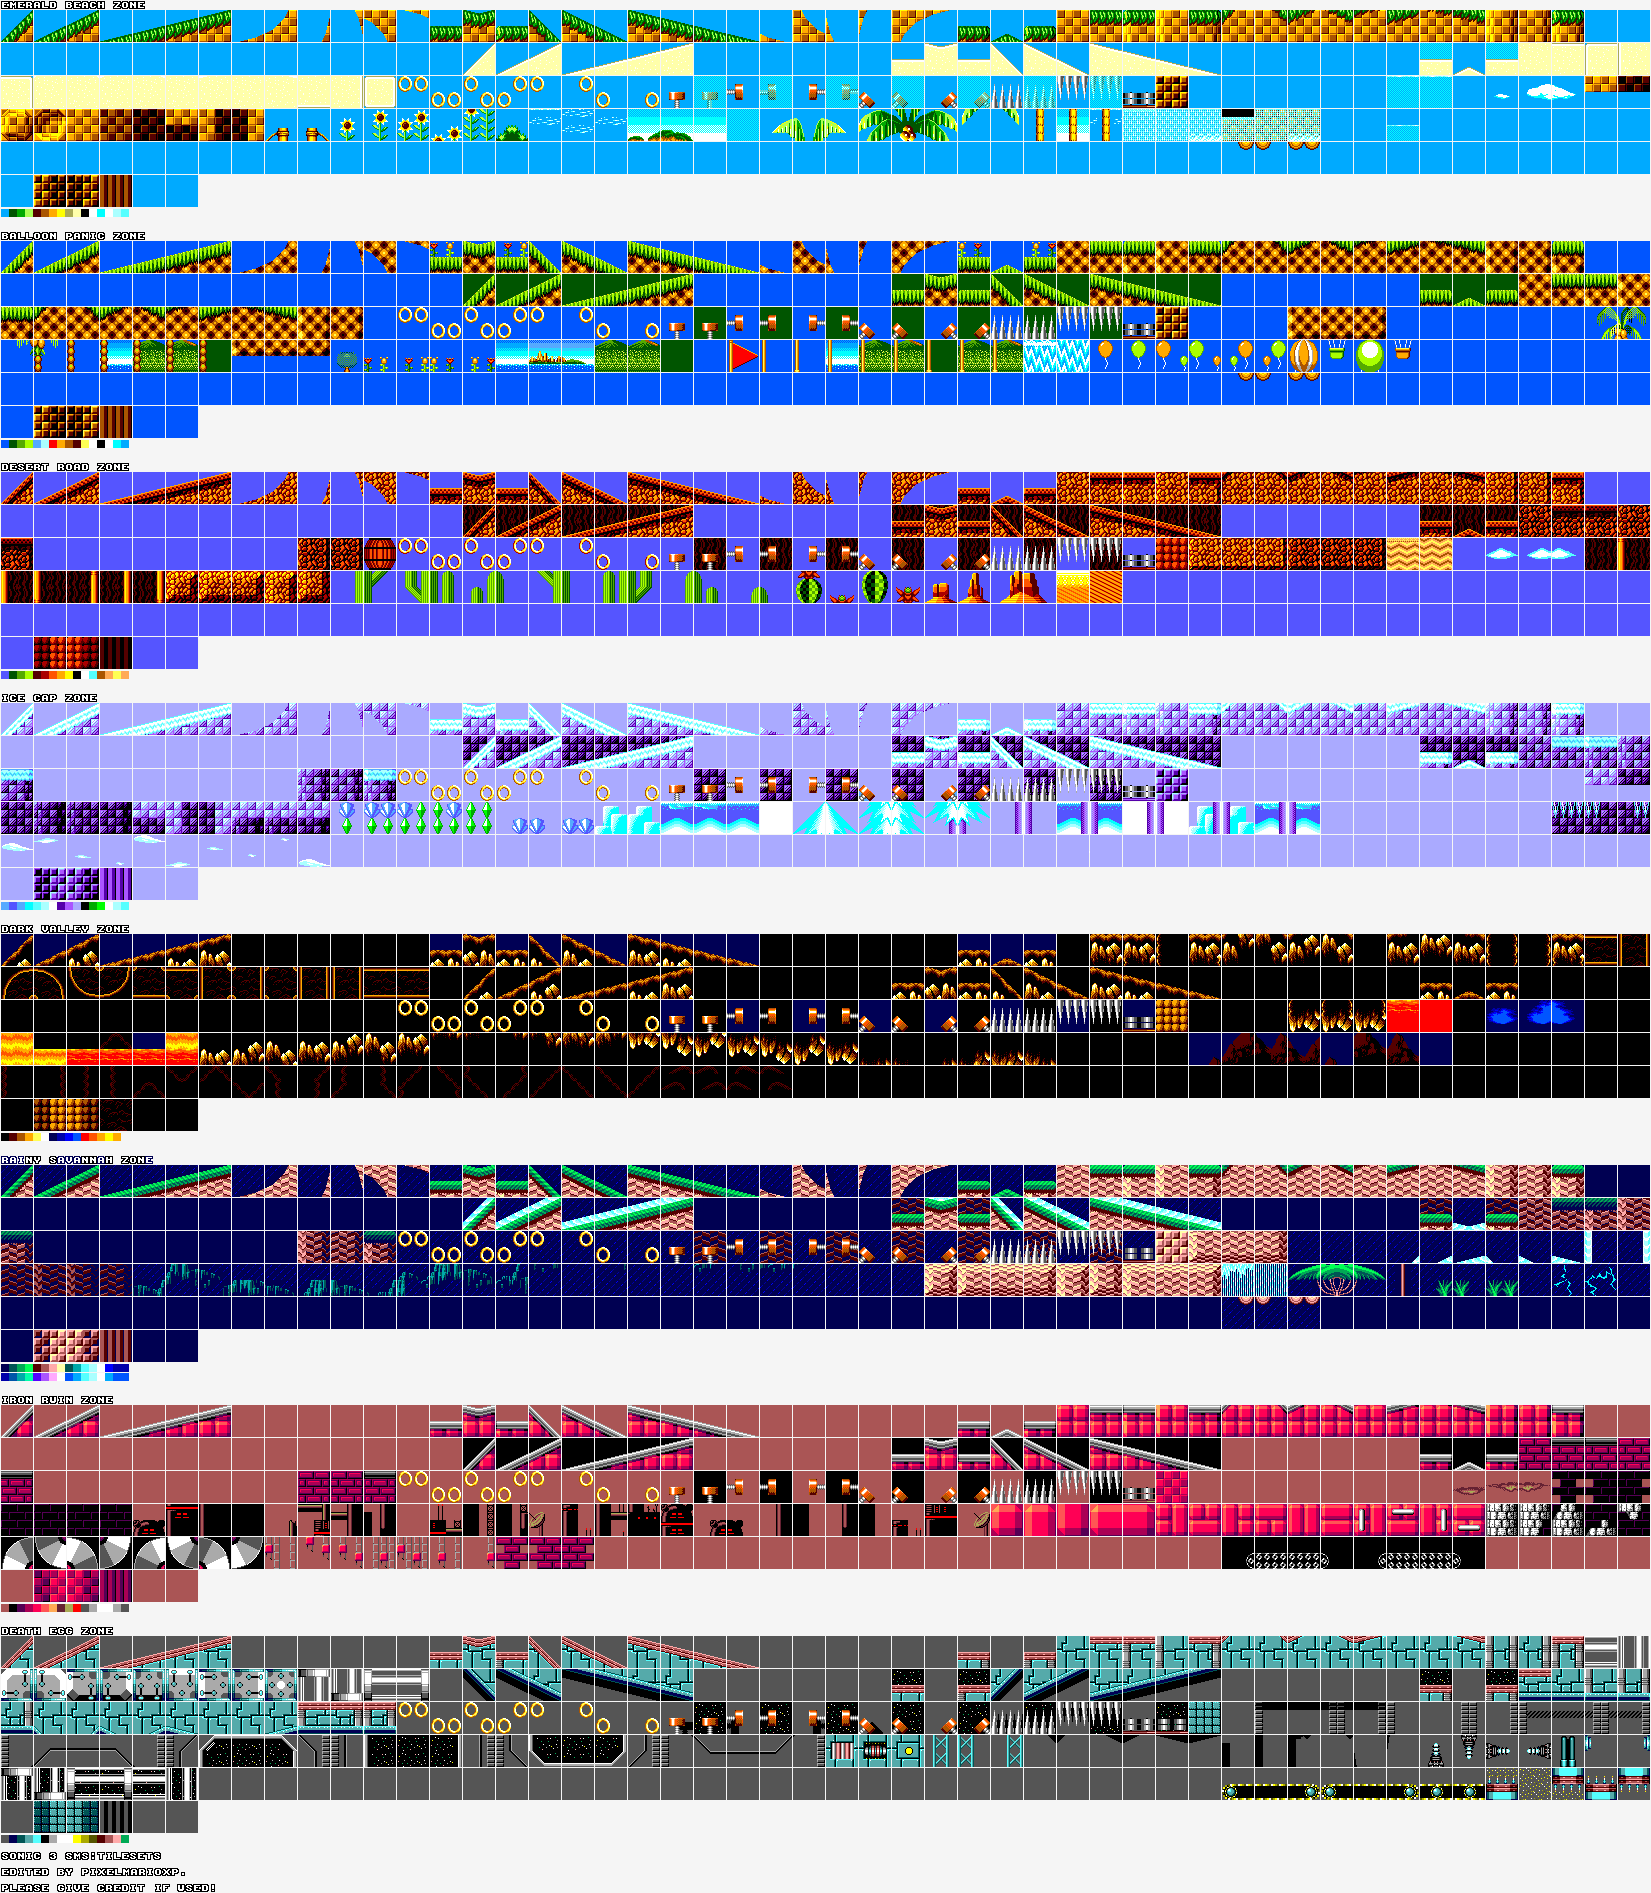 EMERALD BEACH ZONE
BALLOON PANIC ZONE
DESERT ROAD ZONE
ICE CAP ZONE
DARK VALLEY ZONE
RAINY SAVANNAH ZONE
IRON RUIN ZONE
DEATH EGG ZONE
SONIC 3 SMS:TILESETS
EDITED BY PIXELMARIOXP.
PLEASE GIVE CREDIT IF USED!